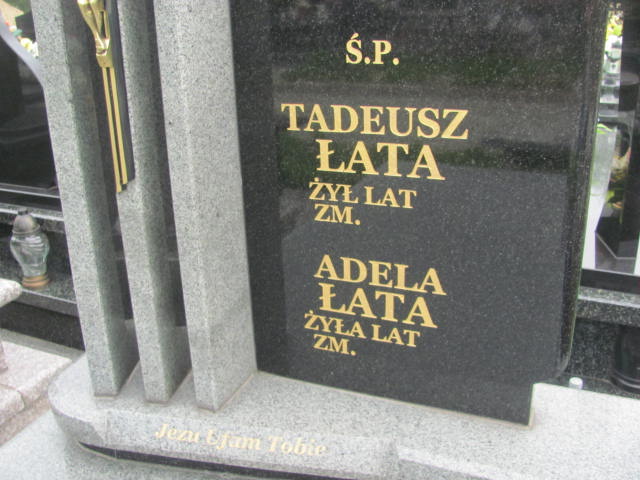 Ś.P.
TADEUSZ
ŁATA
ŻYŁ LAT
ZM.
ADELA
ŁATA
ŻYŁA LAT
ZM.
Jezu Ufam Tobie